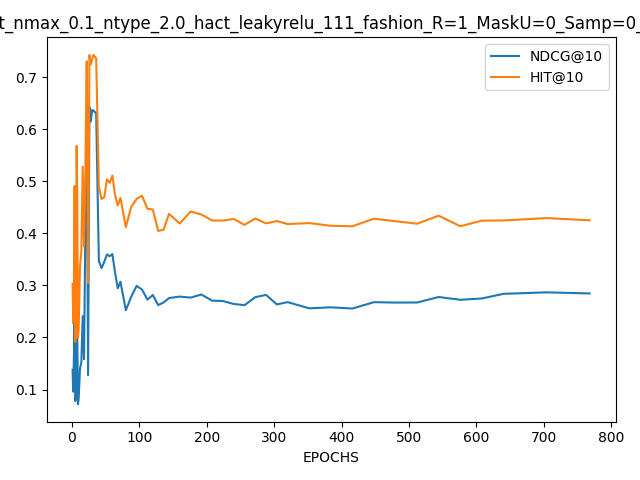 t_nmax_0.1_ntype_2.0_hact_leakyrelu_111_fashion_R=1_MaskU=0_Samp=0_
NDCG@10
HIT@10
0.7
0.6
0.5
0.4
0.3
0.2
0.1
0 100 200 300 400 500 600 700 800
EPOCHS